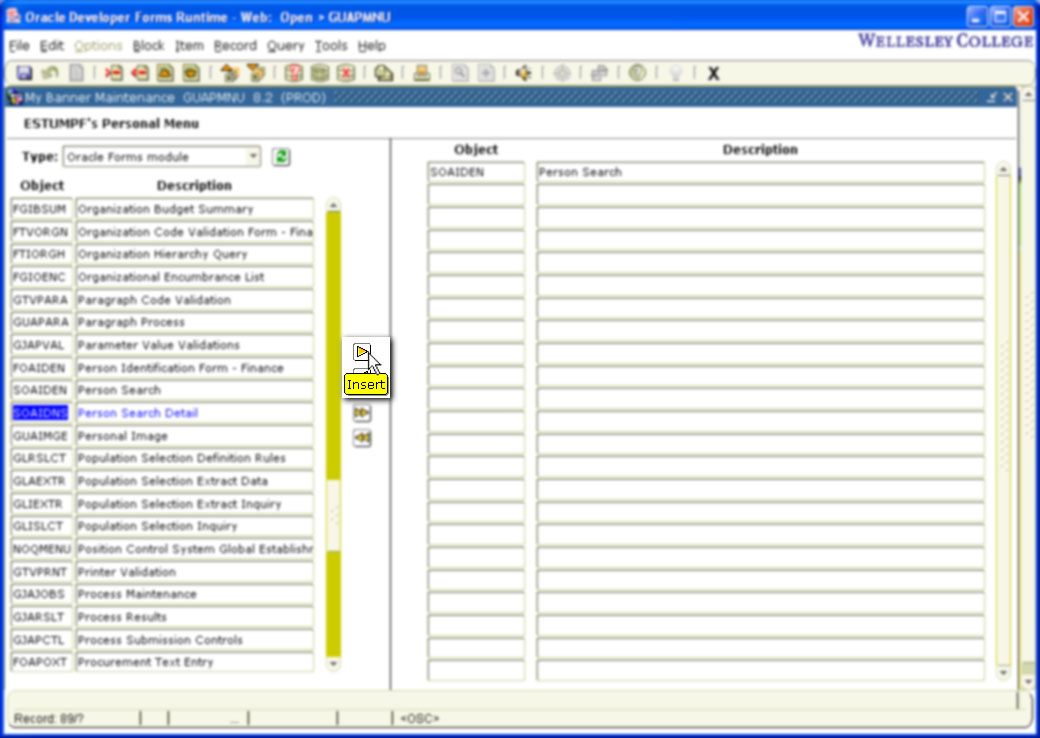 Oracle Developer Forms Runtime - Web: Open > GUAPMNU
File Edit Options Block Item Record Query Tools Help
WELLESLEY COLLEGE
X
My Banner Maintenance GUAPMNU 8.2 (PROD)
ESTUMPF's Personal Menu
Type: Oracle Forms module
Object Description
FGIBSUM Organization Budget Summary
FTVORGN Organization Code Validation Form - Fina
FTIORGH Organization Hierarchy Query
FGIOENC Organizational Encumbrance List
GTVPARA Paragraph Code Validation
GUAPARA Paragraph Process
GJAPVAL Parameter Value Validations
FOAIDEN Person Identification Form - Finance
SOAIDEN Person Search
SOAIDNS Person Search Detail
GUAIMGE Personal Image
GLRSLCT Population Selection Definition Rules
GLAEXTR Population Selection Extract Data
GLIEXTR Population Selection Extract Inquiry
GLISLCT Population Selection Inquiry
NOQMENU Position Control System Global Establishr
GTVPRNT Printer Validation
GJAJOBS Process Maintenance
GJARSLT Process Results
GJAPCTL Process Submission Controls
FOAPOXT Procurement Text Entry
Insert
Object Description
SOAIDEN Person Search
Record: 89/? ... <OSC>